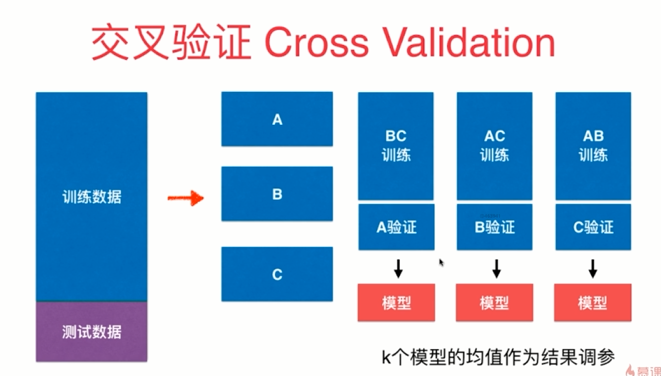 交叉验证 Cross Validation
训练数据
测试数据
A
B
C
BC
训练
A验证
模型
AC
训练
B验证
模型
AB
训练
C验证
模型
k个模型的均值作为结果调参
慕课